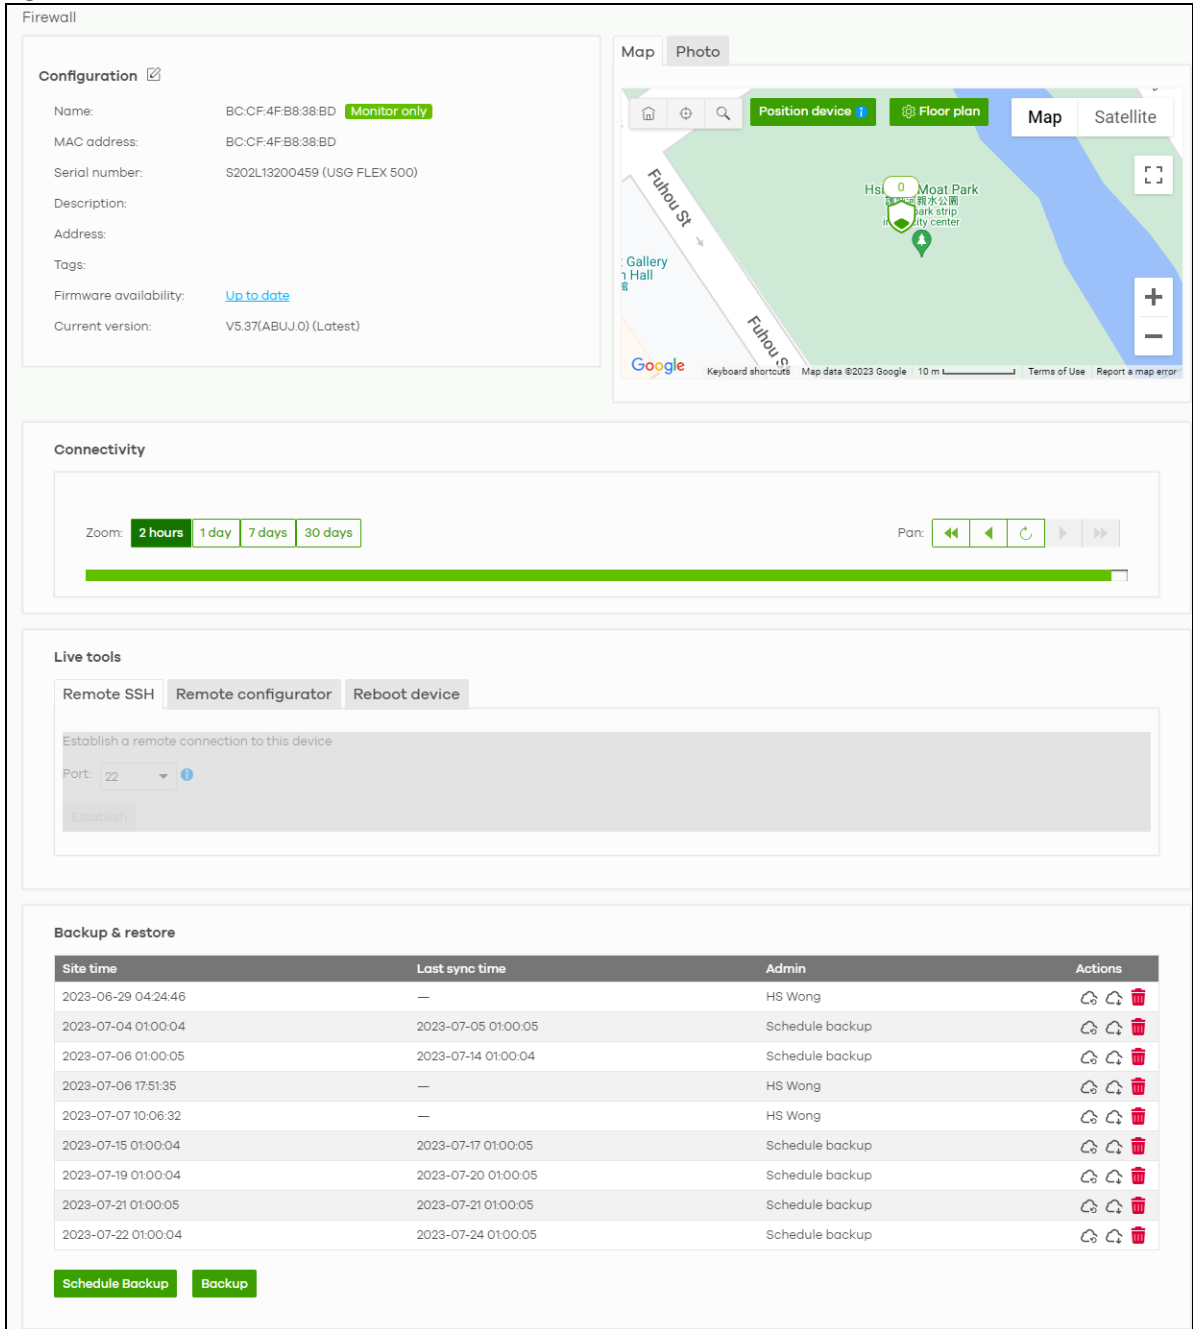 Firewall
Configuration
Name: BC:CF:4F:B8:38:BD Monitor only
MAC address: BC:CF:4F:B8:38:BD
Serial number: S202L13200459 (USG FLEX 500)
Description:
Address:
Tags:
Firmware availability: Up to date
Current version: V5.37(ABUJ.0) (Latest)
Map Photo
Position device Floor plan Map Satellite
Fuhou St
0
Moat Park
親水公園
park strip
city center
Gallery
Hall
館
Fuhou S
Google Keyboard shortcuts Map data ©2023 Google 10 m Terms of Use Report a map error
Connectivity
Zoom: 2 hours 1 day 7 days 30 days Pan:
Live tools
Remote SSH Remote configurator Reboot device
Establish a remote connection to this device
Port: 22
Establish
Backup & restore
Site time Last sync time Admin Actions
2023-06-29 04:24:46 — HS Wong
2023-07-04 01:00:04 2023-07-05 01:00:05 Schedule backup
2023-07-06 01:00:05 2023-07-14 01:00:04 Schedule backup
2023-07-06 17:51:35 — HS Wong
2023-07-07 10:06:32 — HS Wong
2023-07-15 01:00:04 2023-07-17 01:00:05 Schedule backup
2023-07-19 01:00:04 2023-07-20 01:00:05 Schedule backup
2023-07-21 01:00:05 2023-07-21 01:00:05 Schedule backup
2023-07-22 01:00:04 2023-07-24 01:00:05 Schedule backup
Schedule Backup Backup